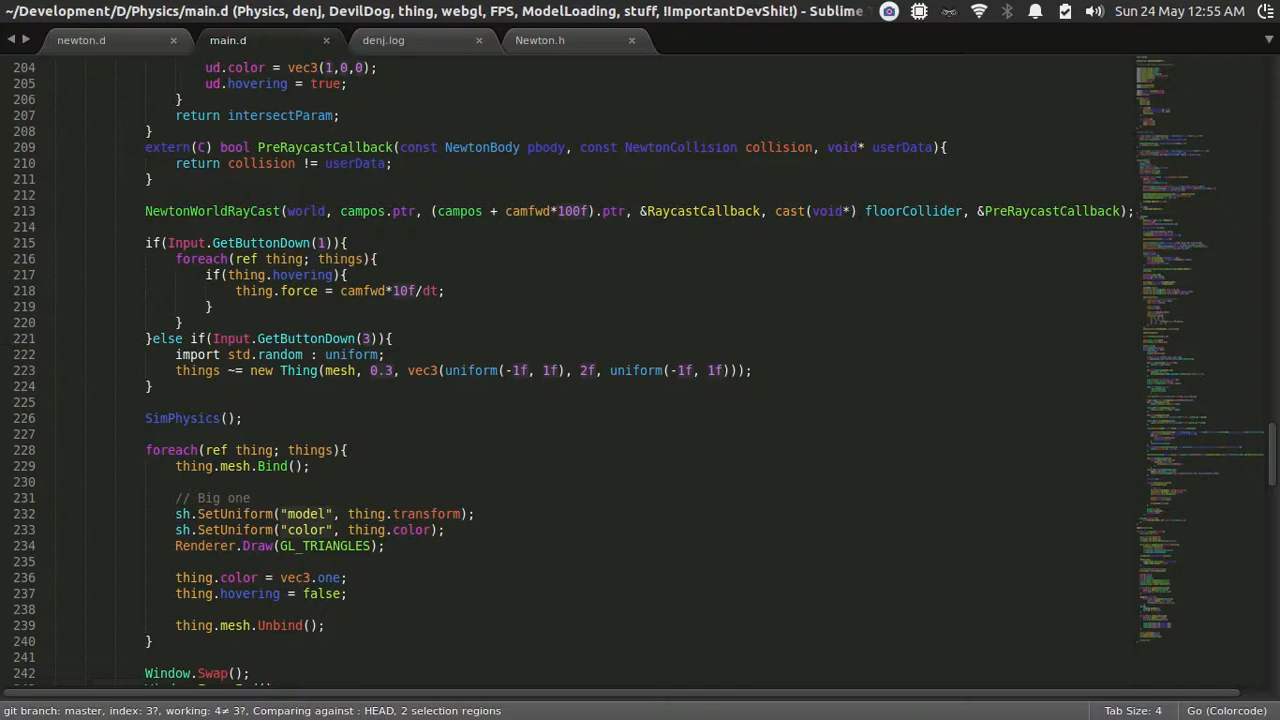 ~/Development/D/Physics/main.d (Physics, denj, DevilDog, thing, webgl, FPS, ModelLoading, stuff, !ImportantDevShit!) - Sublime
Sun 24 May 12:55 AM
newton.d × main.d × denj.log × Newton.h ×
204 ud.color = vec3(1,0,0);
205 ud.hovering = true;
206 }
207 return intersectParam;
208 }
209 extern(C) bool PreRaycastCallback(const NewtonBody pbody, const NewtonCollision collision, void* userData){
210 return collision != userData;
211 }
212
213 NewtonWorldRayCast(world, campos.ptr, (campos + camfwd*100f).ptr, &RaycastCallback, cast(void*) floorCollider, &PreRaycastCallback);
214
215 if(Input.GetButtonDown(1)){
216 foreach(ref thing; things){
217 if(thing.hovering){
218 thing.force = camfwd*10f/dt;
219 }
220 }
221 }else if(Input.GetButtonDown(3)){
222 import std.random : uniform;
223 things ~= new Thing(mesh, 0.3, vec3(uniform(-1f, 1f), 2f, uniform(-1f, 1f)));
224 }
225
226 SimPhysics();
227
228 foreach(ref thing; things){
229 thing.mesh.Bind();
230
231 // Big one
232 sh.SetUniform("model", thing.transform);
233 sh.SetUniform("color", thing.color);
234 Renderer.Draw(GL_TRIANGLES);
235
236 thing.color = vec3.one;
237 thing.hovering = false;
238
239 thing.mesh.Unbind();
240 }
241
242 Window.Swap();
git branch: master, index: 3?, working: 4≠ 3?, Comparing against : HEAD, 2 selection regions
Tab Size: 4
Go (Colorcode)